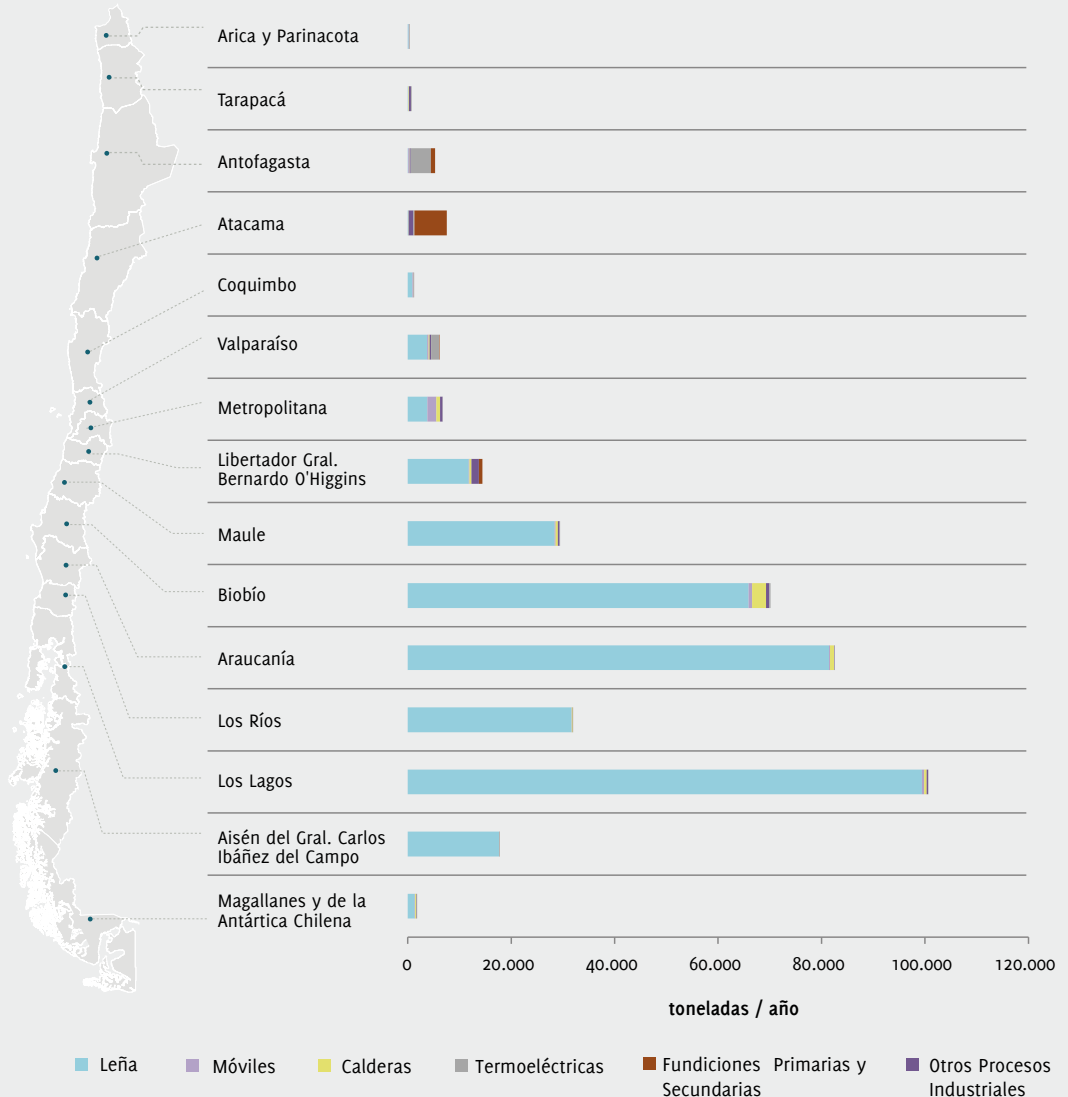 Arica y Parinacota
Tarapacá
Antofagasta
Atacama
Coquimbo
Valparaíso
Metropolitana
Libertador Gral.
Bernardo O'Higgins
Maule
Biobío
Araucanía
Los Ríos
Los Lagos
Aisén del Gral. Carlos
Ibáñez del Campo
Magallanes y de la
Antártica Chilena
0 20.000 40.000 60.000 80.000 100.000 120.000
toneladas / año
Leña Móviles Calderas Termoeléctricas Fundiciones Primarias y Otros Procesos
Secundarias Industriales